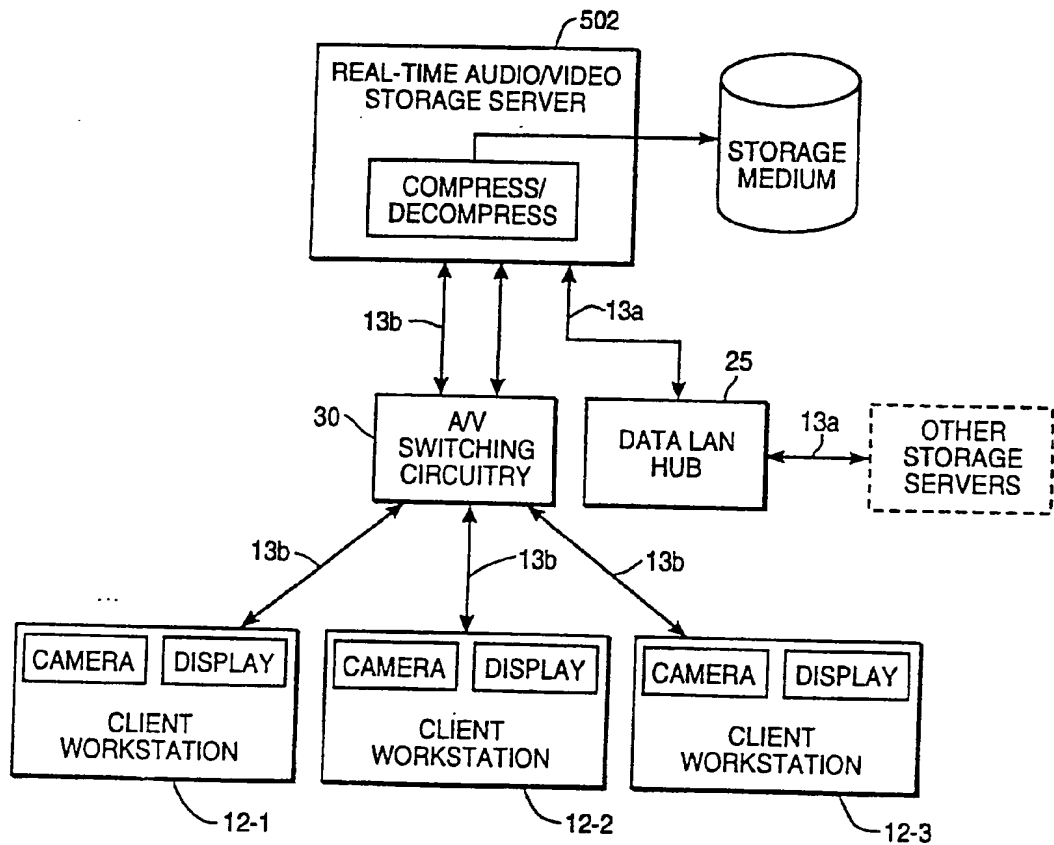 502
REAL-TIME AUDIO/VIDEO
STORAGE SERVER
COMPRESS/
DECOMPRESS
STORAGE
MEDIUM
13b
13a
25
30
A/V
SWITCHING
CIRCUITRY
DATA LAN
HUB
13a
OTHER
STORAGE
SERVERS
13b
13b
13b
...
CAMERA
DISPLAY
CLIENT
WORKSTATION
12-1
CAMERA
DISPLAY
CLIENT
WORKSTATION
12-2
CAMERA
DISPLAY
CLIENT
WORKSTATION
12-3